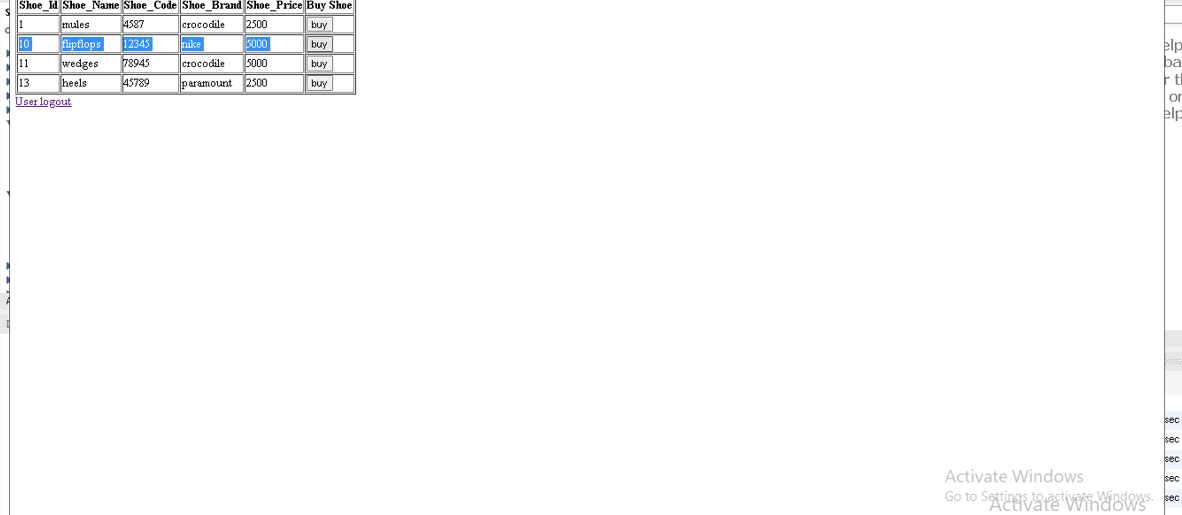 Shoe_Id Shoe_Name Shoe_Code Shoe_Brand Shoe_Price Buy Shoe
1 mules 4587 crocodile 2500 buy
10 flipflops 12345 nike 5000 buy
11 wedges 78945 crocodile 5000 buy
13 heels 45789 paramount 2500 buy
User logout
elp
ba
r th
or
elp
sec
sec
sec
sec
sec
Activate Windows
Go to Settings to activate Windows.
Activate Windows